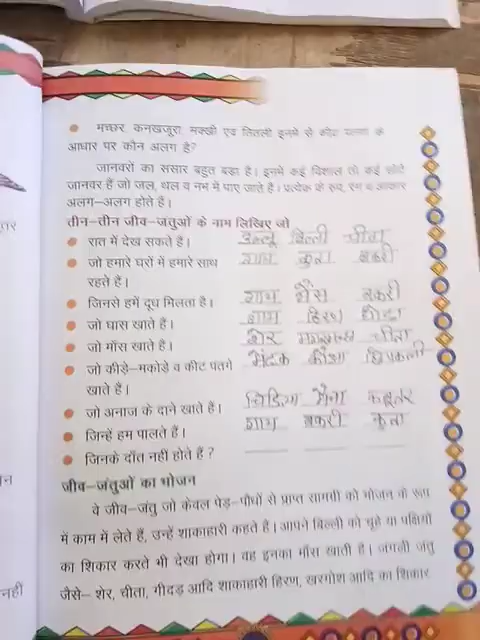 मच्छर, कनखजूरा, मक्खी एवं तितली इनमें से कौन पंखों के
आधार पर कौन अलग है?
जानवरों का संसार बहुत बड़ा है। इनमें कई विशाल तो कई छोटे
जानवर हैं जो जल, थल व नभ में पाए जाते हैं। प्रत्येक के रूप, रंग व आकार
अलग–अलग होते हैं।
तीन–तीन जीव–जंतुओं के नाम लिखिए जो
रात में देख सकते हैं। उल्लू बिल्ली चीता
जो हमारे घरों में हमारे साथ गाय कुत्ता बकरी
रहते हैं।
जिनसे हमें दूध मिलता है। गाय भैंस बकरी
जो घास खाते हैं। गाय हिरण घोड़ा
जो माँस खाते हैं। शेर मगरमच्छ चीता
जो कीड़े–मकोड़े व कीट पतंगे मेंढक कौआ छिपकली
खाते हैं।
जो अनाज के दाने खाते हैं। चिड़िया मैना कबूतर
जिन्हें हम पालते हैं। गाय बकरी कुत्ता
जिनके दाँत नहीं होते हैं ?
जीव–जंतुओं का भोजन
वे जीव–जंतु जो केवल पेड़–पौधों से प्राप्त सामग्री को भोजन के रूप
में काम में लेते हैं, उन्हें शाकाहारी कहते हैं। आपने बिल्ली को चूहे या पक्षियों
का शिकार करते भी देखा होगा। वह इनका माँस खाती है। जंगली जंतु
जैसे– शेर, चीता, गीदड़ आदि शाकाहारी हिरण, खरगोश आदि का शिकार
नहीं